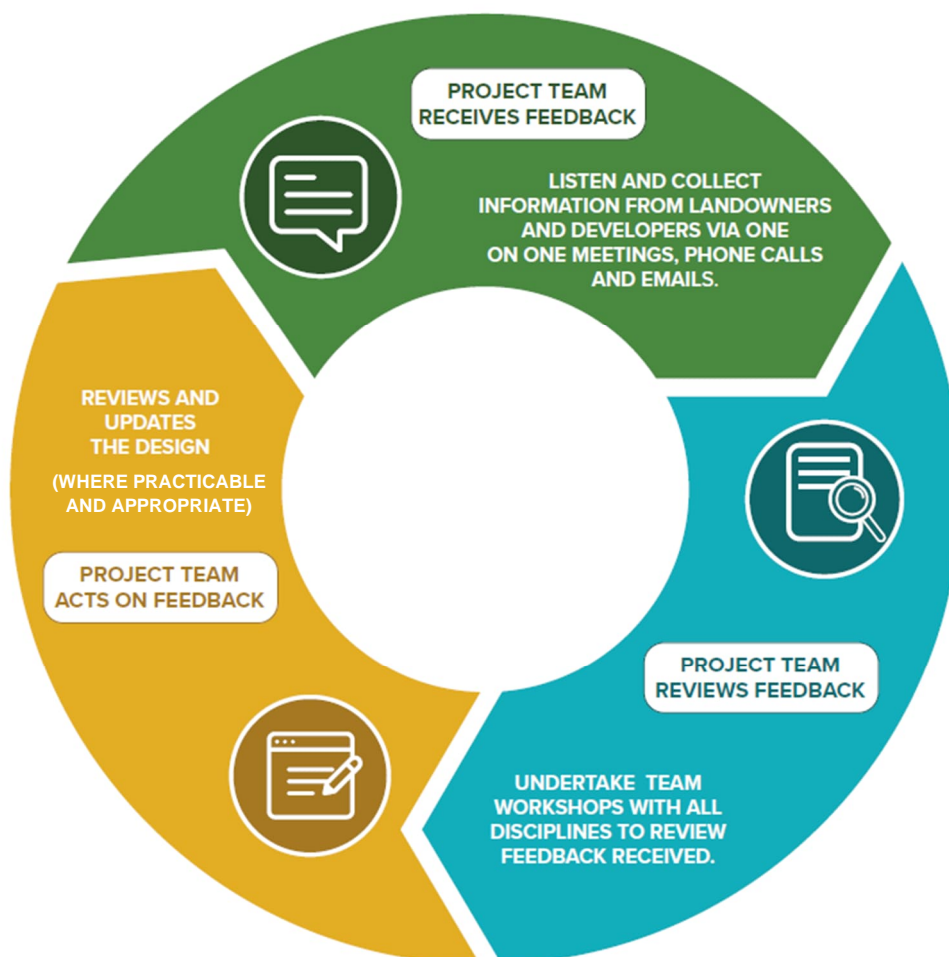 PROJECT TEAM
RECEIVES FEEDBACK
LISTEN AND COLLECT
INFORMATION FROM LANDOWNERS
AND DEVELOPERS VIA ONE
ON ONE MEETINGS, PHONE CALLS
AND EMAILS.
PROJECT TEAM
REVIEWS FEEDBACK
UNDERTAKE TEAM
WORKSHOPS WITH ALL
DISCIPLINES TO REVIEW
FEEDBACK RECEIVED.
REVIEWS AND
UPDATES
THE DESIGN
(WHERE PRACTICABLE
AND APPROPRIATE)
PROJECT TEAM
ACTS ON FEEDBACK